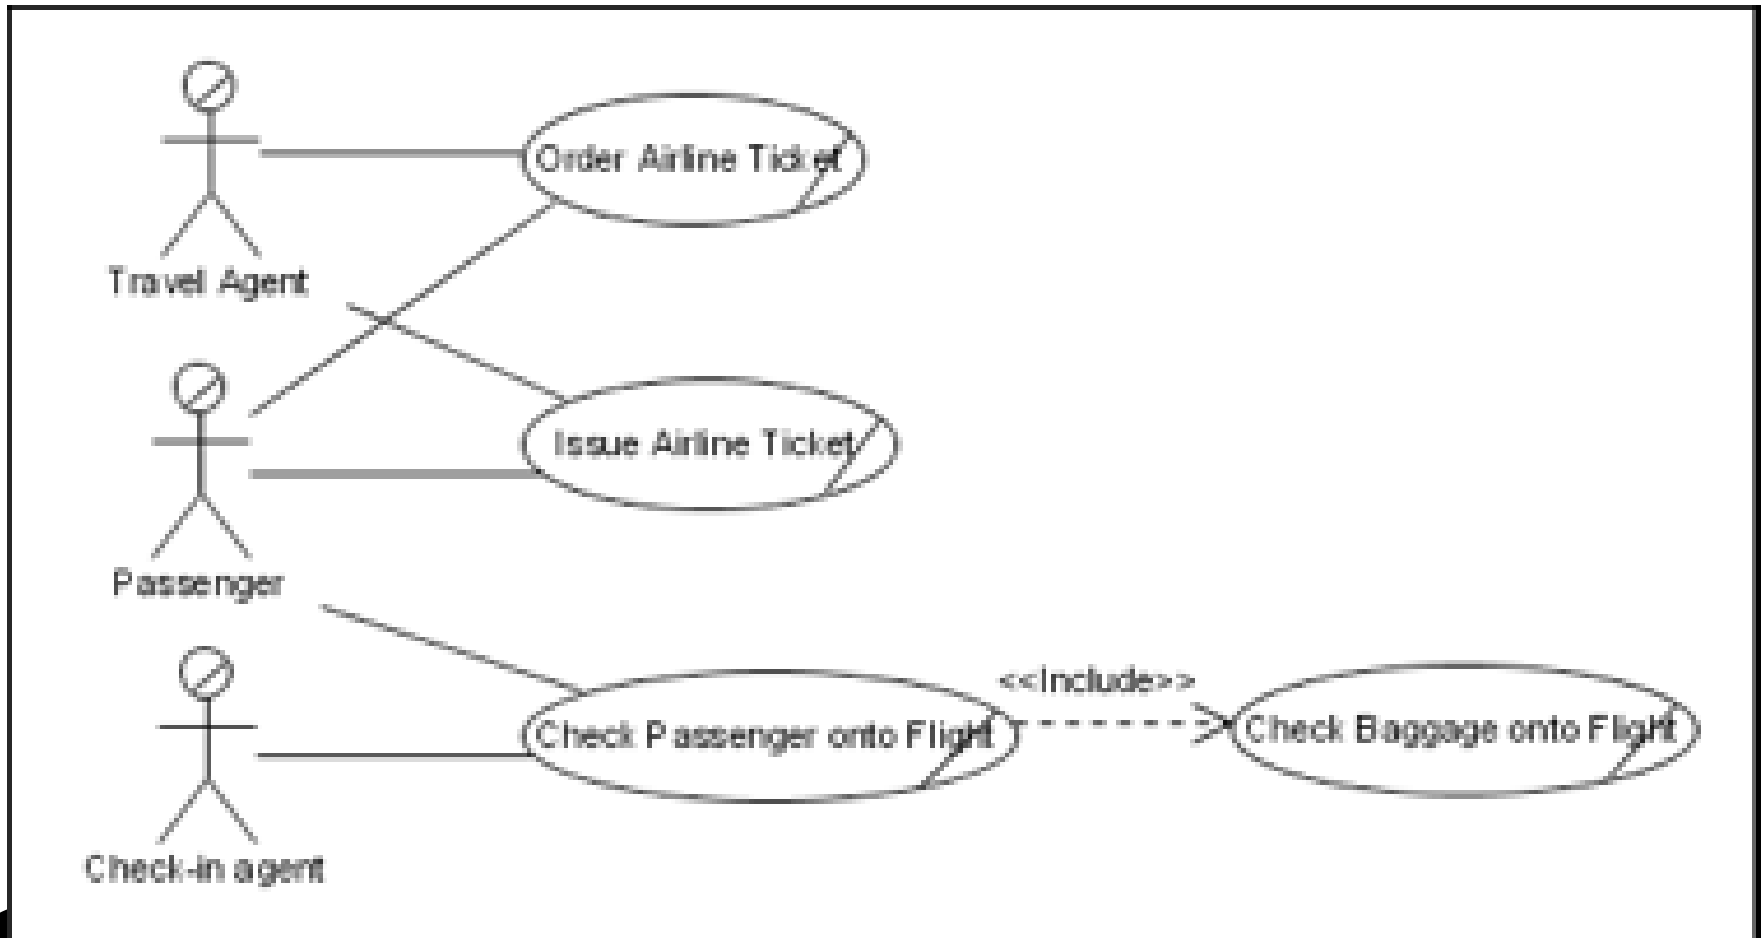 Order Airline Ticket
Travel Agent
Issue Airline Ticket
Passenger
<<Include>>
Check Passenger onto Flight
Check Baggage onto Flight
Check-in agent